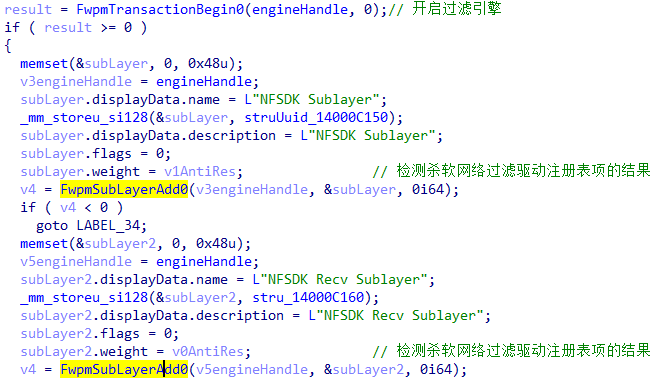 result = FwpmTransactionBegin0(engineHandle, 0);// 开启过滤引擎
if ( result >= 0 )
{
memset(&subLayer, 0, 0x48u);
v3engineHandle = engineHandle;
subLayer.displayData.name = L"NFSDK Sublayer";
_mm_storeu_si128(&subLayer, struUuid_14000C150);
subLayer.displayData.description = L"NFSDK Sublayer";
subLayer.flags = 0;
subLayer.weight = v1AntiRes; // 检测杀软网络过滤驱动注册表项的结果
v4 = FwpmSubLayerAdd0(v3engineHandle, &subLayer, 0i64);
if ( v4 < 0 )
goto LABEL_34;
memset(&subLayer2, 0, 0x48u);
v5engineHandle = engineHandle;
subLayer2.displayData.name = L"NFSDK Recv Sublayer";
_mm_storeu_si128(&subLayer2, stru_14000C160);
subLayer2.displayData.description = L"NFSDK Recv Sublayer";
subLayer2.flags = 0;
subLayer2.weight = v0AntiRes; // 检测杀软网络过滤驱动注册表项的结果
v4 = FwpmSubLayerAdd0(v5engineHandle, &subLayer2, 0i64);